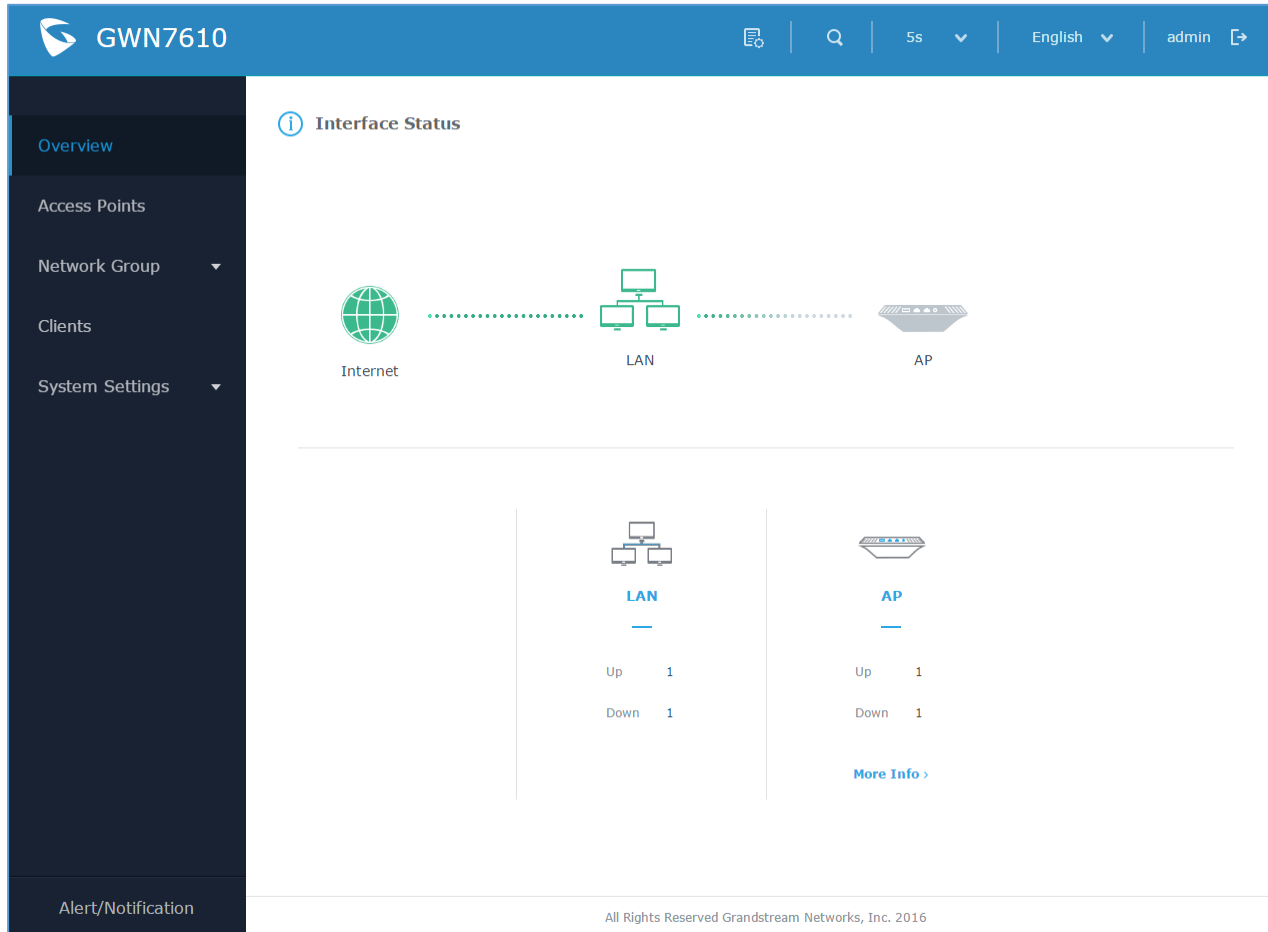 GWN7610
5s
English
admin
Overview
Access Points
Network Group
Clients
System Settings
Alert/Notification
Interface Status
Internet
LAN
AP
LAN
Up 1
Down 1
AP
Up 1
Down 1
More Info ›
All Rights Reserved Grandstream Networks, Inc. 2016